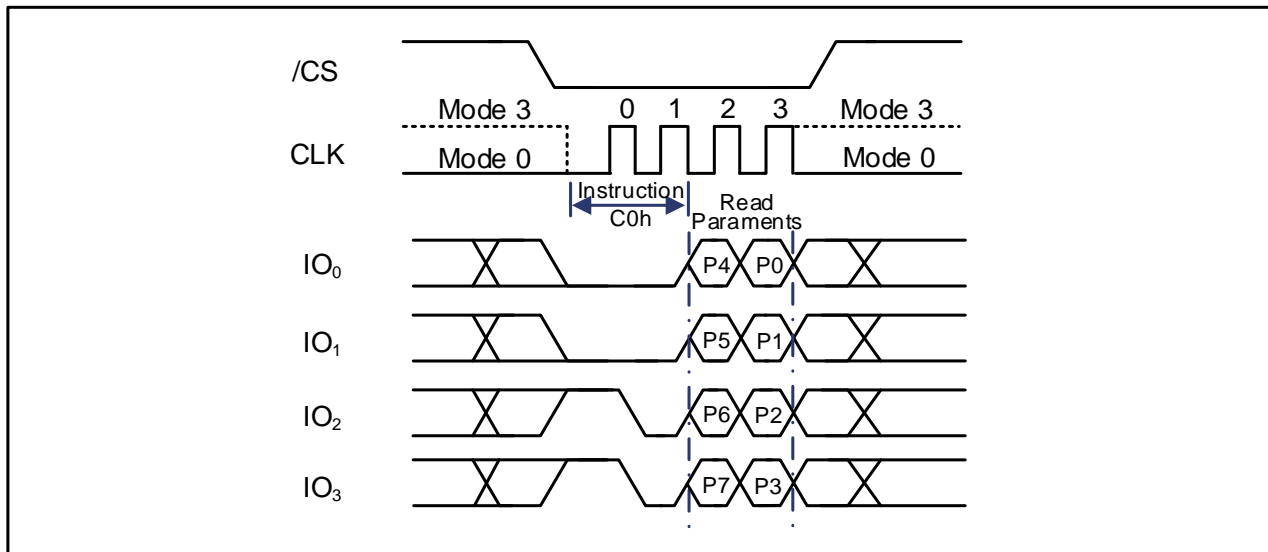 /CS
Mode 3 0 1 2 3 Mode 3
CLK Mode 0 Mode 0
Instruction
C0h
Read
Paraments
IO₀ P4 P0
IO₁ P5 P1
IO₂ P6 P2
IO₃ P7 P3